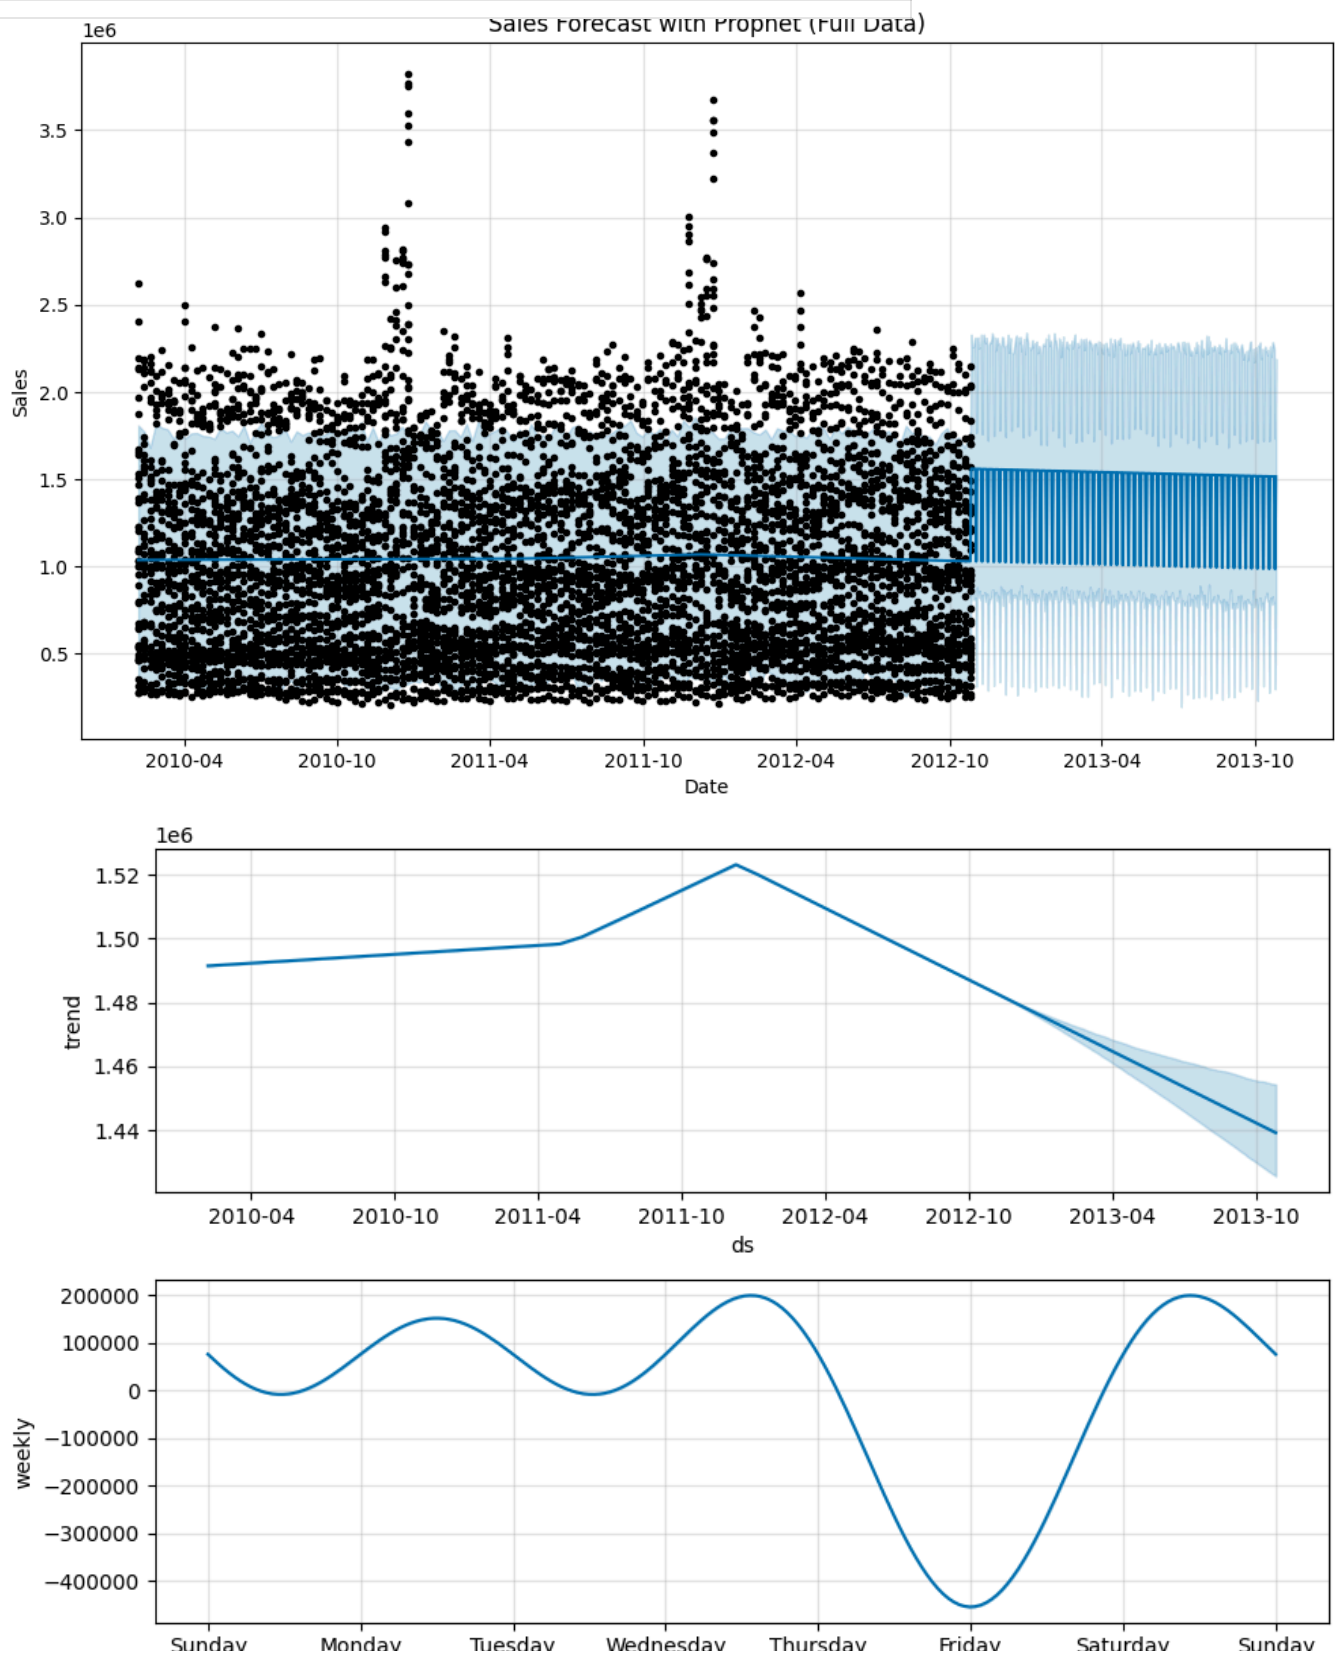 Sales Forecast with Prophet (Full Data)
1e6
3.5
3.0
2.5
2.0
1.5
1.0
0.5
Sales
2010-04 2010-10 2011-04 2011-10 2012-04 2012-10 2013-04 2013-10
Date
1e6
1.52
1.50
1.48
1.46
1.44
trend
2010-04 2010-10 2011-04 2011-10 2012-04 2012-10 2013-04 2013-10
ds
200000
100000
0
−100000
−200000
−300000
−400000
weekly
Sunday Monday Tuesday Wednesday Thursday Friday Saturday Sunday